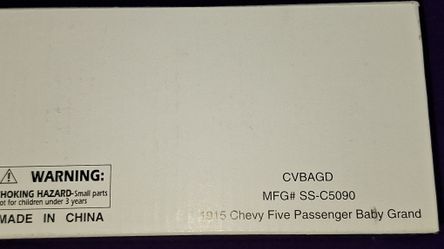 WARNING:
HOKING HAZARD-Small parts
ot for children under 3 years
MADE IN CHINA
CVBAGD
MFG# SS-C5090
1915 Chevy Five Passenger Baby Grand